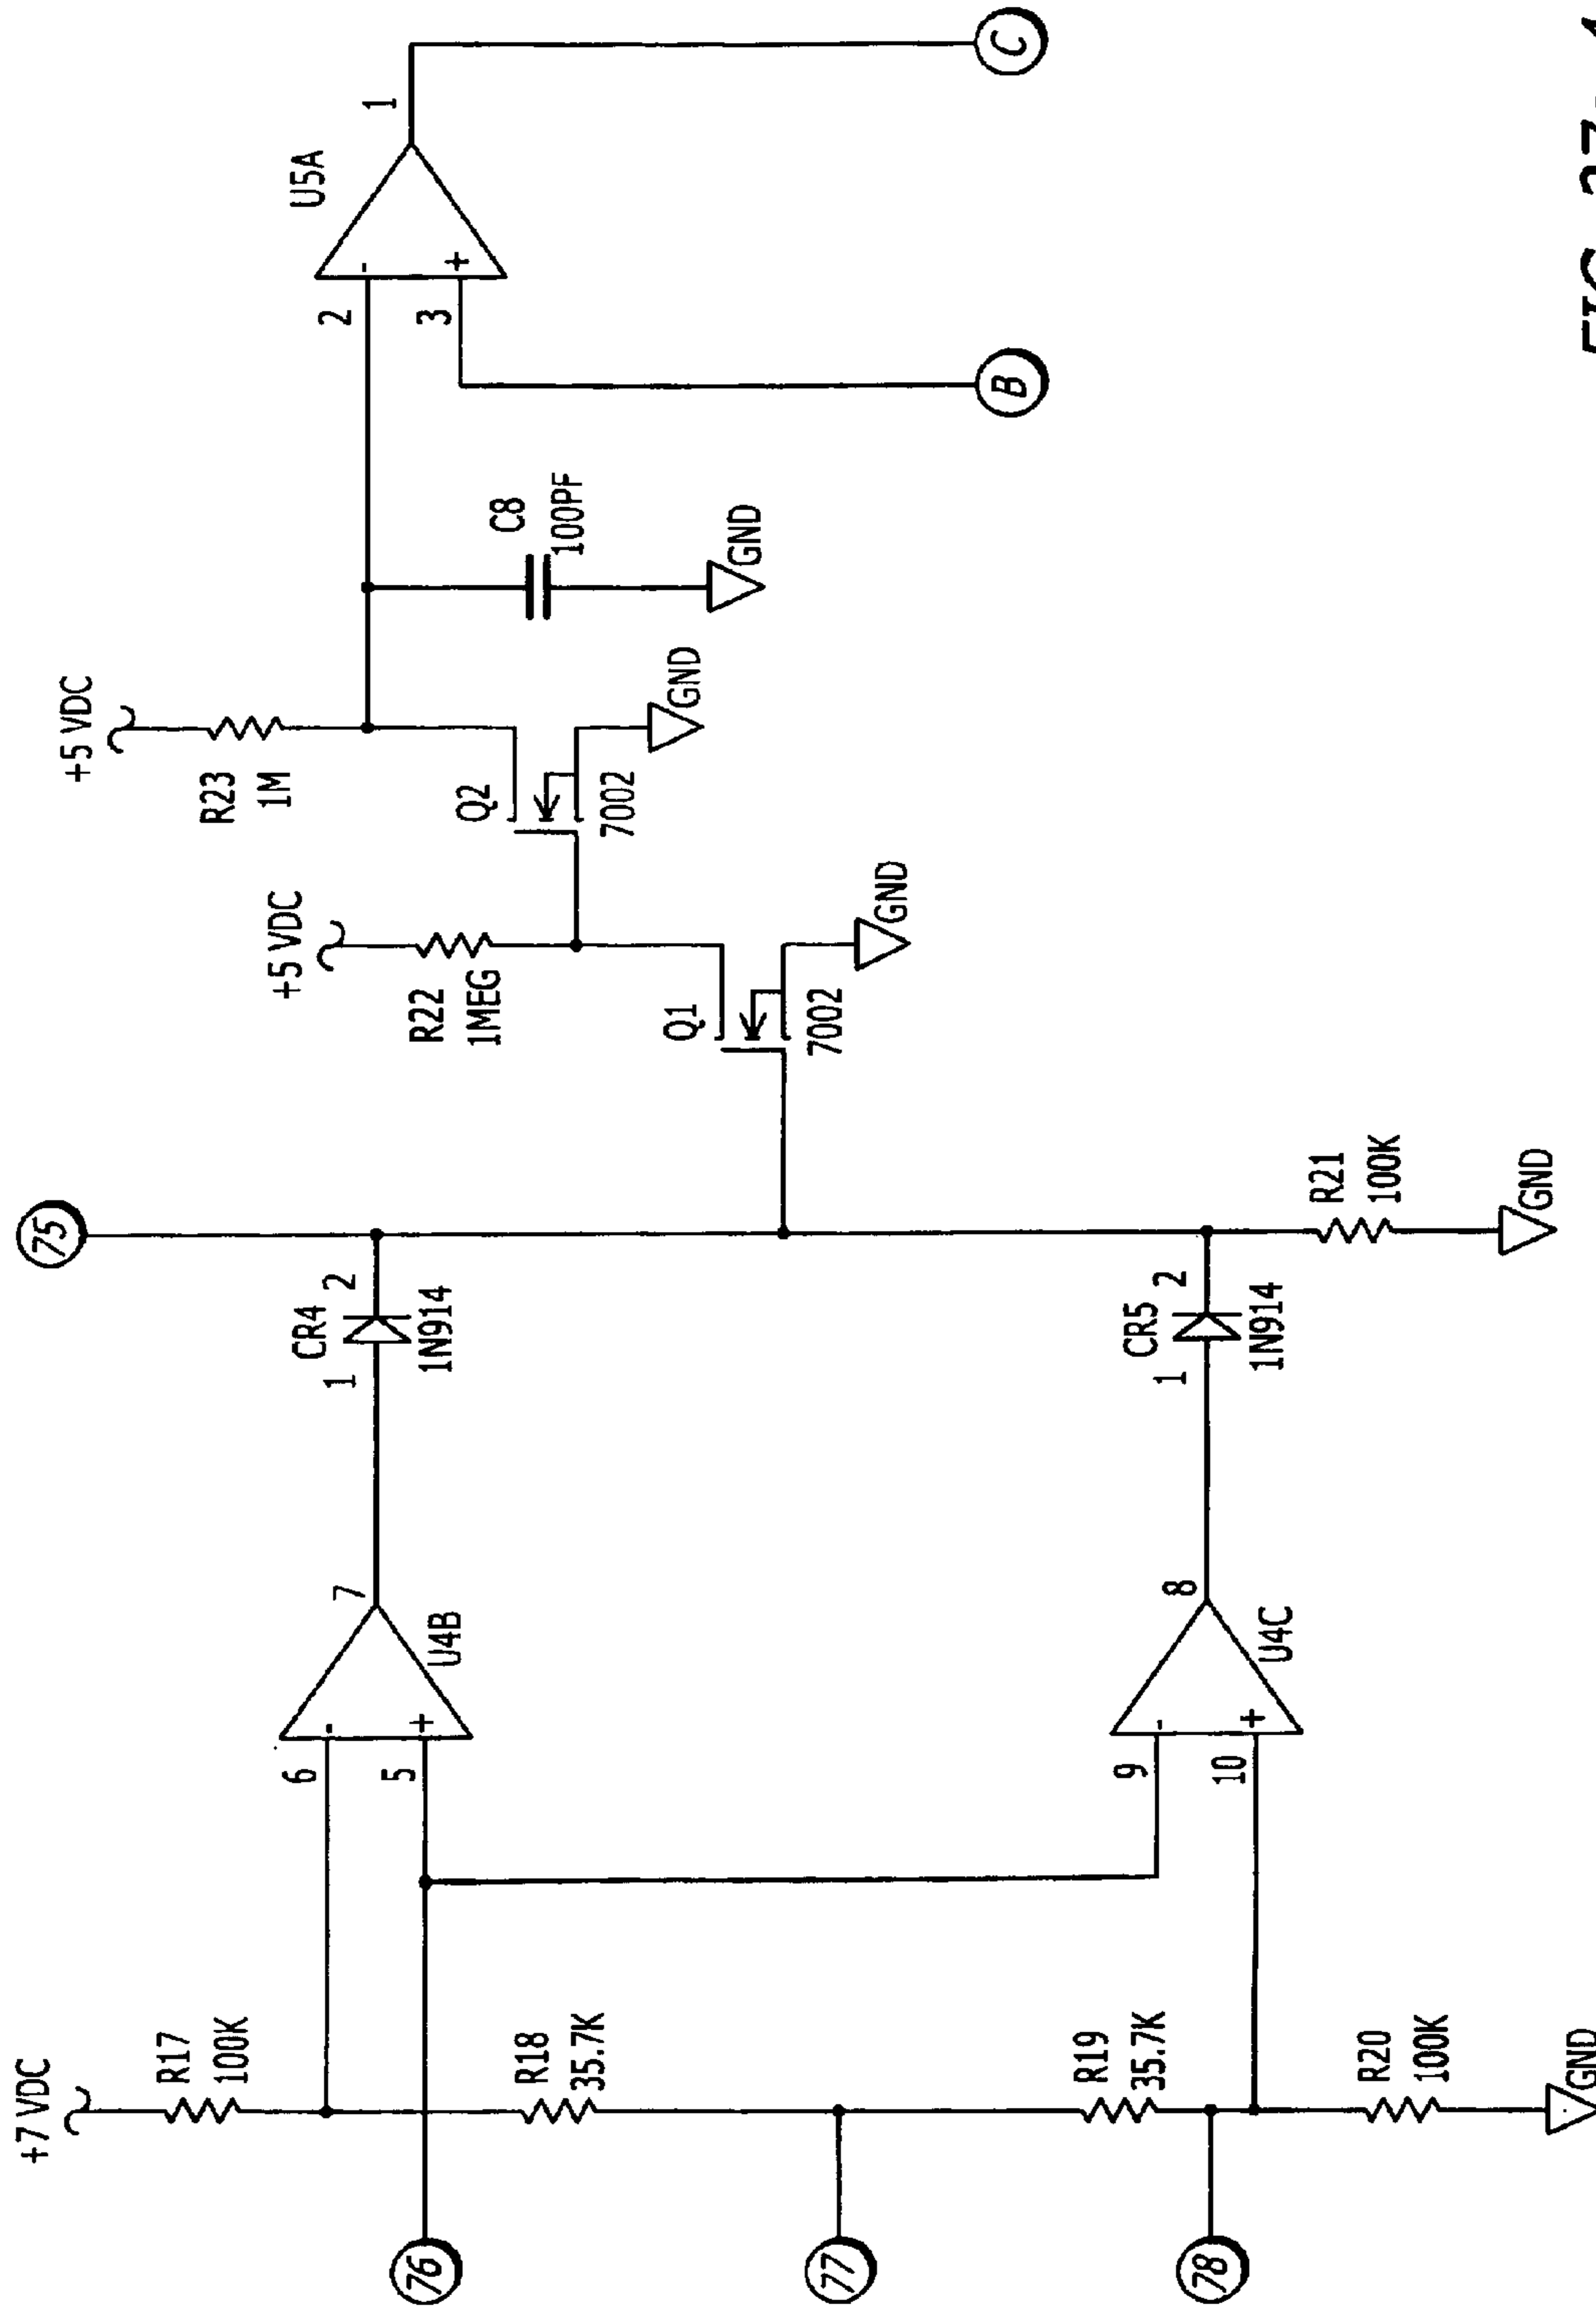 +7 VDC
R17
100K
R18
35.7K
R19
35.7K
R20
100K
GND
76
77
78
6
5
-
+
7
U4B
9
10
-
+
8
U4C
1
CR4
2
1N914
1
CR5
2
1N914
75
R21
100K
GND
Q1
7002
GND
+5 VDC
R22
1MEG
Q2
7002
GND
+5 VDC
R23
1M
C8
100PF
GND
2
3
-
+
U5A
1
B
C